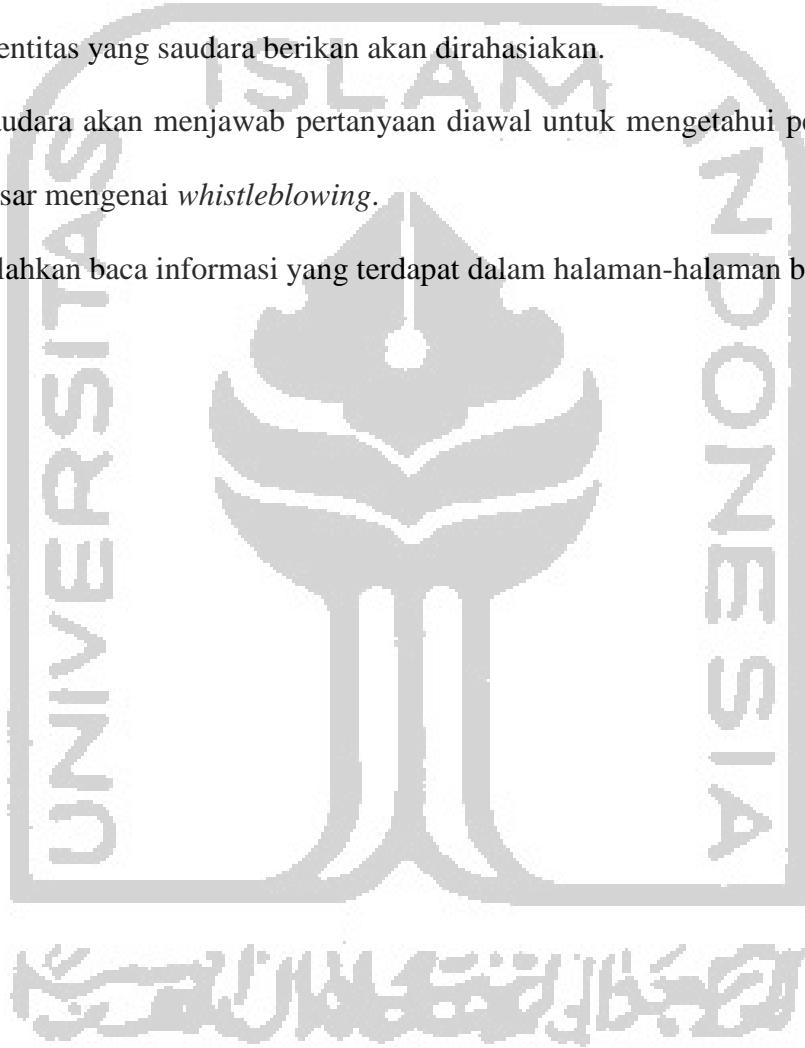 entitas yang saudara berikan akan dirahasiakan.
udara akan menjawab pertanyaan diawal untuk mengetahui
sar mengenai whistleblowing.
lahkan baca informasi yang terdapat dalam halaman-halaman
UNIVERSITAS
ISLAM
INDONESIA